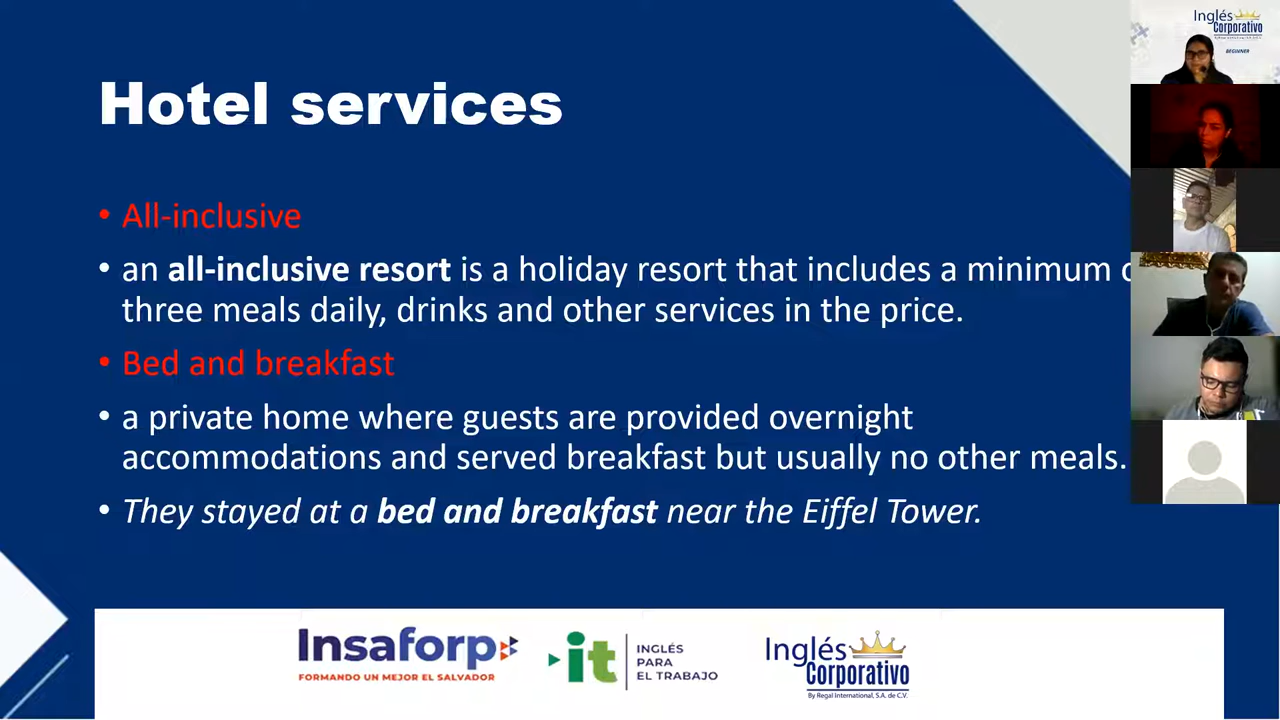 Hotel services
• All-inclusive
• an all-inclusive resort is a holiday resort that includes a minimum
three meals daily, drinks and other services in the price.
• Bed and breakfast
• a private home where guests are provided overnight
accommodations and served breakfast but usually no other meals.
• They stayed at a bed and breakfast near the Eiffel Tower.
Insaforp
FORMANDO UN MEJOR EL SALVADOR
it
INGLÉS
PARA
EL TRABAJO
Inglés
Corporativo
By Regal International, S.A. de C.V.
Inglés
Corporativo
BEGINNER